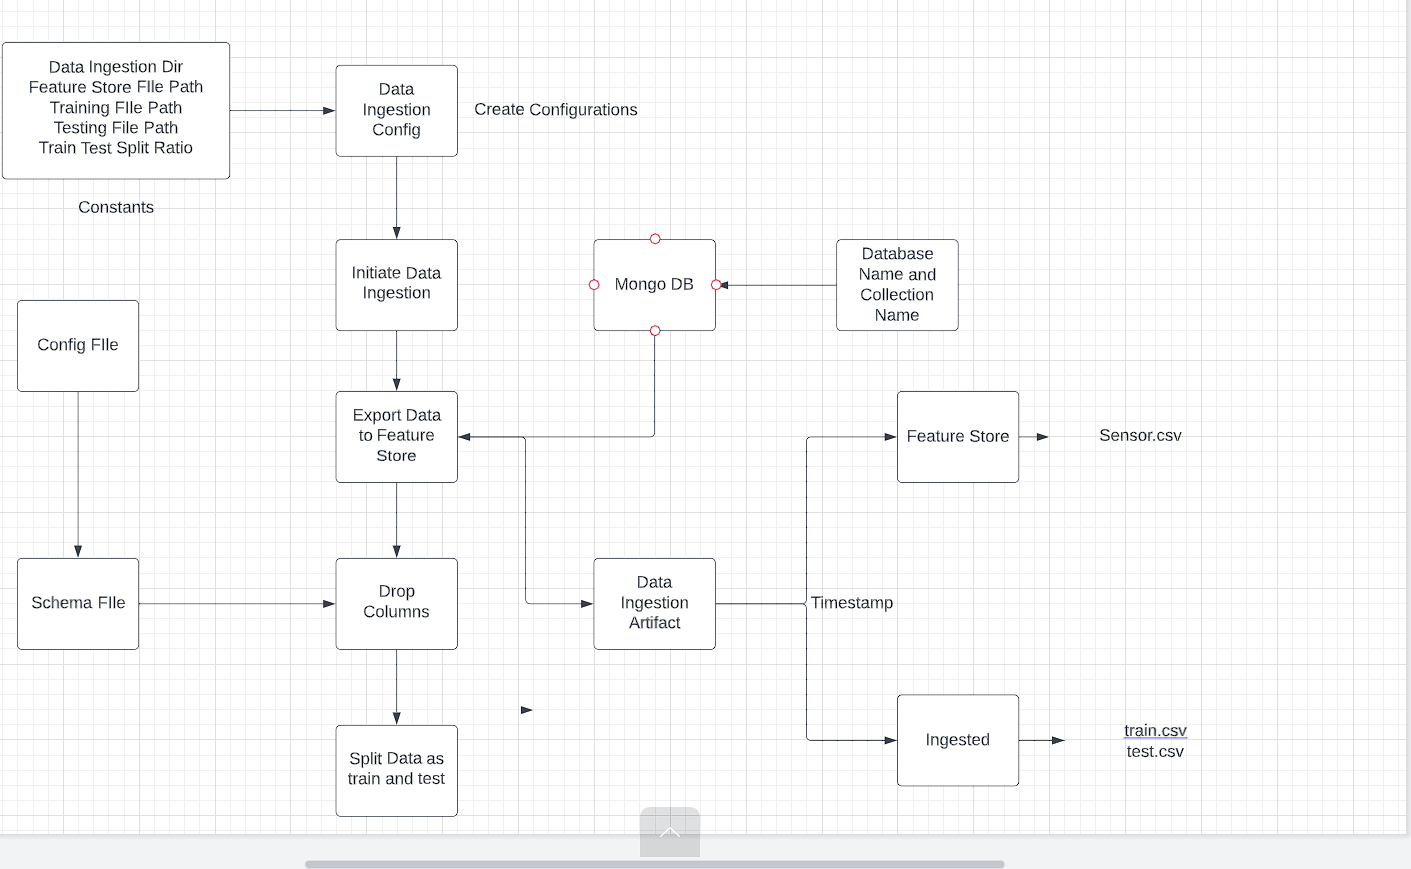 Data Ingestion Dir
Feature Store FIle Path
Training FIle Path
Testing File Path
Train Test Split Ratio
Constants
Data
Ingestion
Config
Create Configurations
Initiate Data
Ingestion
Mongo DB
Database
Name and
Collection
Name
Config FIle
Export Data
to Feature
Store
Feature Store
Sensor.csv
Schema FIle
Drop
Columns
Data
Ingestion
Artifact
Timestamp
Split Data as
train and test
Ingested
train.csv
test.csv